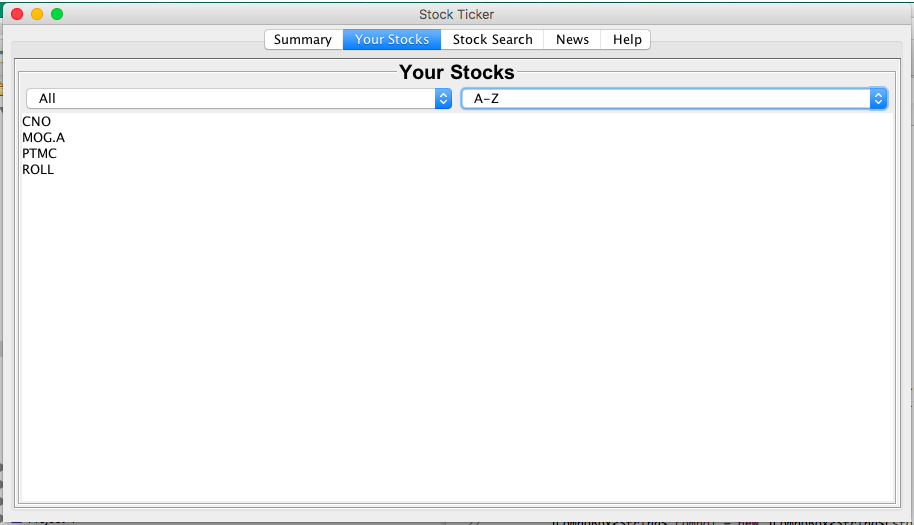 Stock Ticker
Summary Your Stocks Stock Search News Help
Your Stocks
All A-Z
CNO
MOG.A
PTMC
ROLL